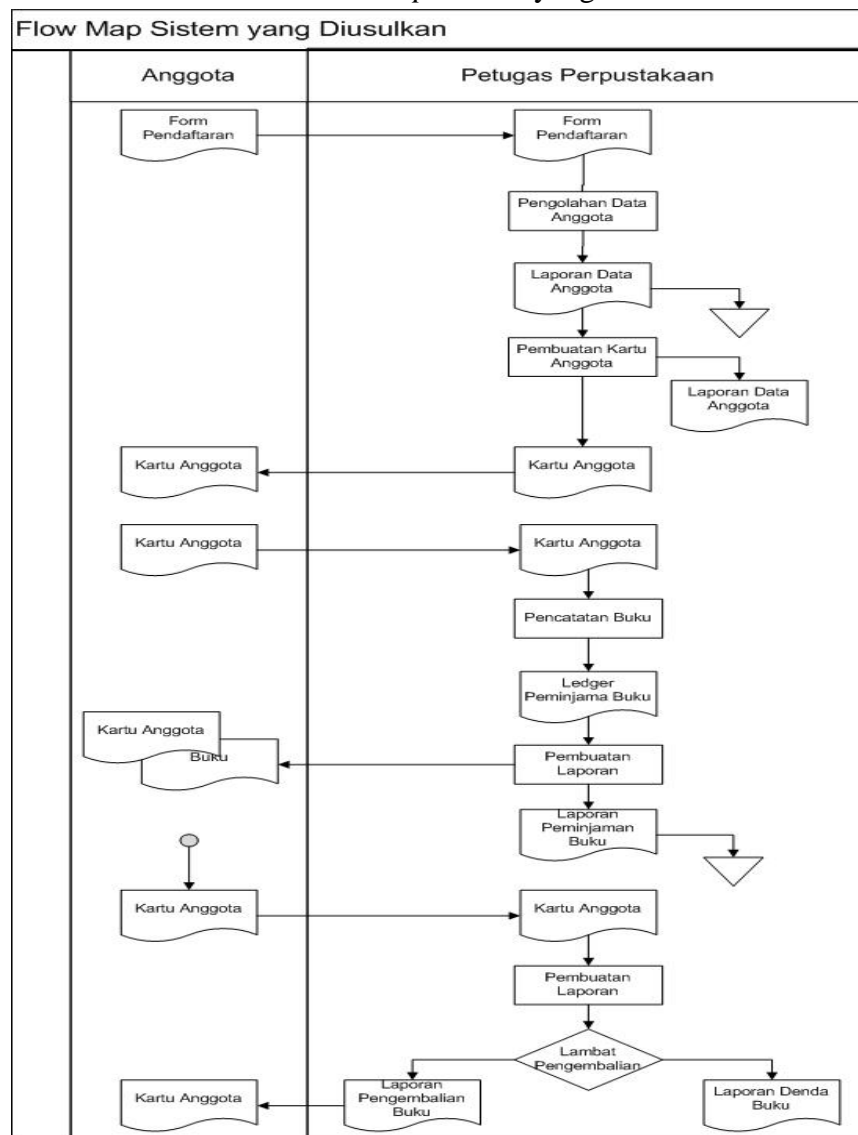 Flow Map Sistem yang Diusulkan
Anggota
Petugas Perpustakaan
Form
Pendaftaran
Form
Pendaftaran
Pengolahan Data
Anggota
Laporan Data
Anggota
Pembuatan Kartu
Anggota
Laporan Data
Anggota
Kartu Anggota
Kartu Anggota
Kartu Anggota
Kartu Anggota
Pencatatan Buku
Ledger
Peminjama Buku
Kartu Anggota
Buku
Pembuatan
Laporan
Laporan
Peminjaman
Buku
Kartu Anggota
Kartu Anggota
Pembuatan
Laporan
Lambat
Pengembalian
Kartu Anggota
Laporan
Pengembalian
Buku
Laporan Denda
Buku